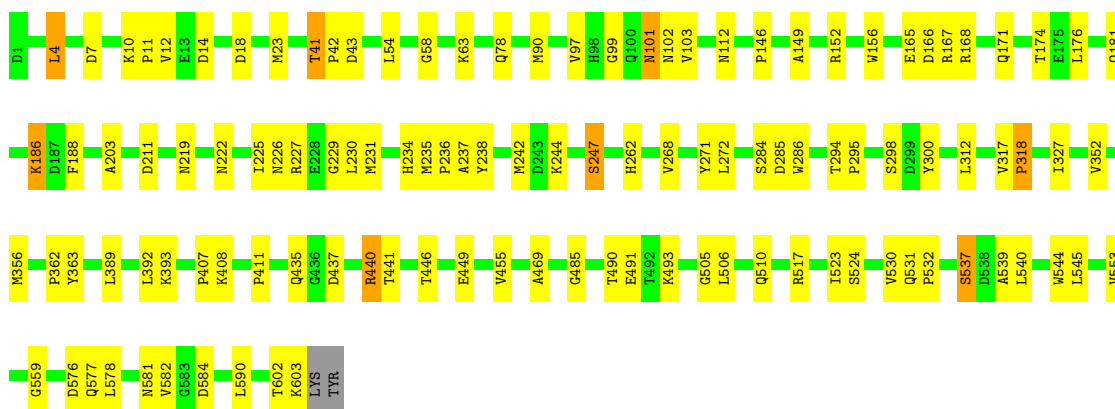 D1 L4 D7 K10 P11 V12 E13 D14 D18 M23 T41 P42 D43 L54 G58 K63 Q78 M90 V97 H98 G99 Q100 N101 N102 V103 N112 P146 A149 R152 W156 E165 D166 R167 R168 Q171 T174 E175 L176
K186 D187 F188 A203 D211 N219 N222 I225 N226 R227 E228 G229 L230 M231 H234 M235 P236 A237 Y238 M242 D243 K244 S247 H262 V268 Y271 L272 S284 D285 W286 T294 P295 S298 D299 Y300 L312 V317 P318 I327 V352
M356 P362 Y363 L389 L392 K393 P407 K408 P411 Q435 G436 D437 R440 T441 T446 E449 V455 A469 G485 T490 E491 T492 K493 G505 L506 Q510 R517 I523 S524 V530 Q531 P532 S537 D538 A539 L540 W544 L545
G559 D576 Q577 L578 N581 V582 G583 D584 L590 T602 K603 LYS TYR